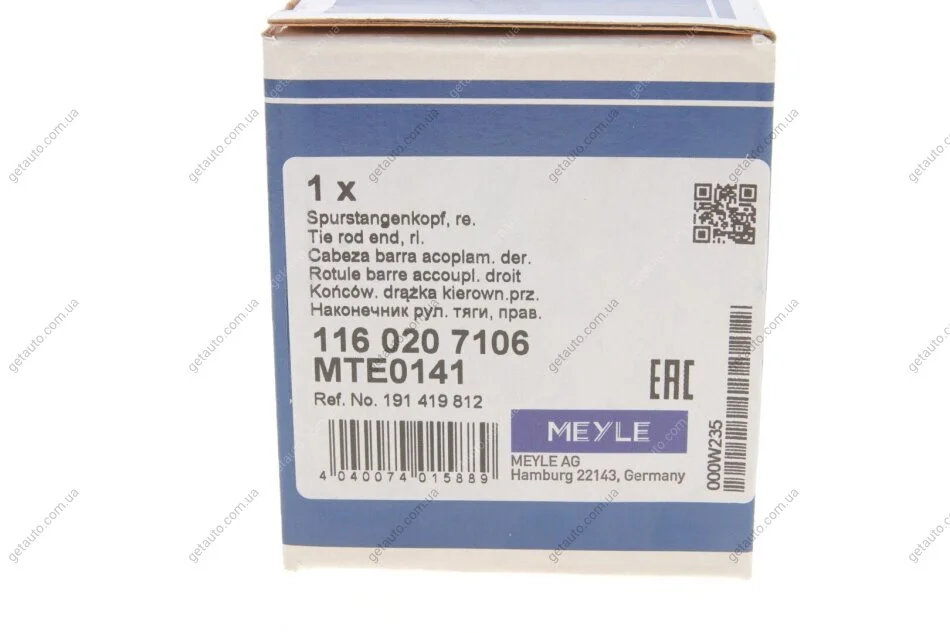 1 x
Spurstangenkopf, re.
Tie rod end, ri.
Cabeza barra acoplam. der.
Rotule barre accoupl. droit
Końców. drążka kierown.prz.
Наконечник рул. тяги, прав.
116 020 7106
MTE0141
Ref. No. 191 419 812
4 040074 015889
EAC
MEYLE
MEYLE AG
Hamburg 22143, Germany
000W235
getauto.com.ua